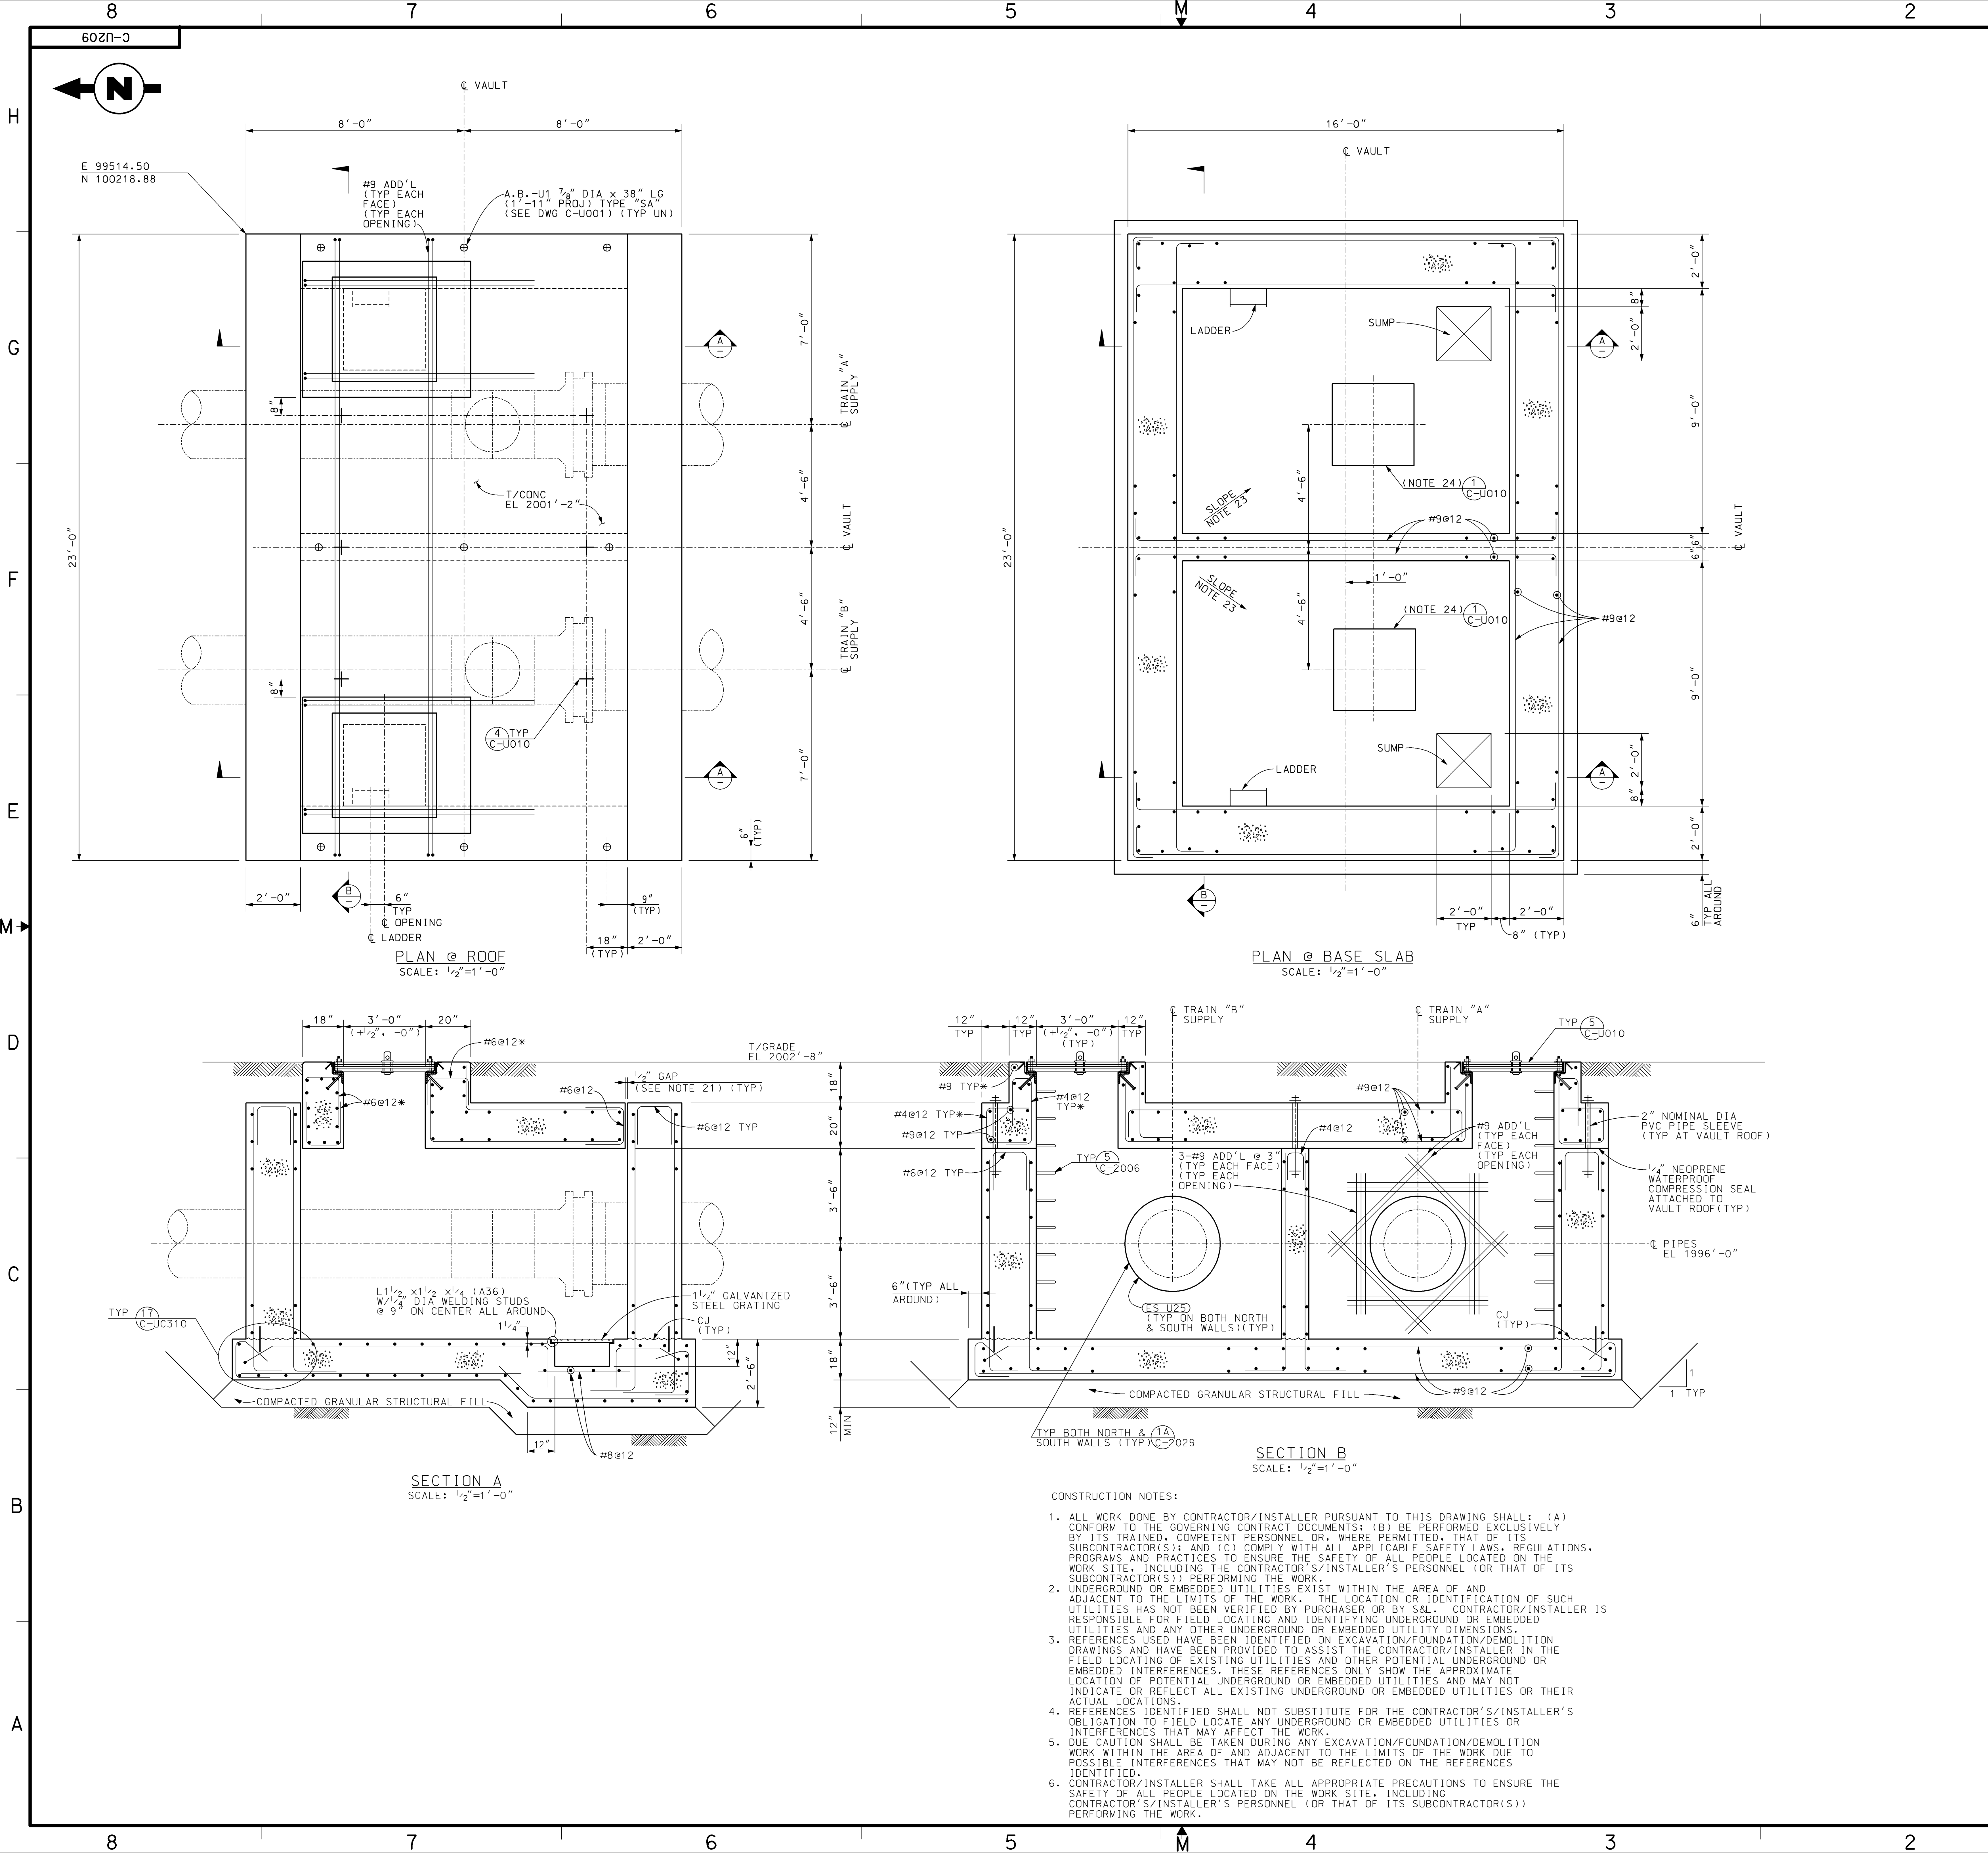 8
7
6
5
M
4
3
2
C-U209
H
G
F
E
M
D
C
B
A
N
℄ VAULT
8'-0"
8'-0"
E 99514.50
N 100218.88
#9 ADD'L
(TYP EACH
FACE)
(TYP EACH
OPENING)
A.B.-U1 7/8" DIA x 38" LG
(1'-11" PROJ) TYPE "SA"
(SEE DWG C-U001) (TYP UN)
23'-0"
8"
8"
T/CONC
EL 2001'-2"
4 TYP
C-U010
A
–
A
–
7'-0"
4'-6"
4'-6"
7'-0"
℄ TRAIN "A"
SUPPLY
℄ VAULT
℄ TRAIN "B"
SUPPLY
6"
(TYP)
2'-0"
B
–
6"
TYP
℄ OPENING
℄ LADDER
9"
(TYP)
18"
(TYP)
2'-0"
PLAN @ ROOF
SCALE: 1/2"=1'-0"
16'-0"
℄ VAULT
23'-0"
LADDER
SUMP
2'-0"
8"
2'-0"
A
–
9'-0"
(NOTE 24) 1
C-U010
4'-6"
SLOPE
NOTE 23
#9@12
6"
6"
℄ VAULT
1'-0"
SLOPE
NOTE 23
4'-6"
(NOTE 24) 1
C-U010
#9@12
9'-0"
SUMP
LADDER
2'-0"
8"
A
–
2'-0"
B
–
2'-0"
TYP
2'-0"
8" (TYP)
6"
TYP ALL
AROUND
PLAN @ BASE SLAB
SCALE: 1/2"=1'-0"
18"
3'-0"
(+1/2", -0")
20"
#6@12*
T/GRADE
EL 2002'-8"
1/2" GAP
(SEE NOTE 21) (TYP)
#6@12
#6@12*
#6@12 TYP
18"
20"
3'-6"
3'-6"
L1 1/2 x1 1/2 x1/4 (A36)
W/1/2" DIA WELDING STUDS
@ 9" ON CENTER ALL AROUND
1 1/4"
1 1/4" GALVANIZED
STEEL GRATING
CJ
(TYP)
TYP 17
C-UC310
12"
2'-6"
18"
12"
MIN
COMPACTED GRANULAR STRUCTURAL FILL
12"
#8@12
SECTION A
SCALE: 1/2"=1'-0"
12"
TYP
12"
TYP
3'-0"
(+1/2", -0")
(TYP)
12"
TYP
℄ TRAIN "B"
SUPPLY
℄ TRAIN "A"
SUPPLY
TYP 5
C-U010
#9 TYP*
#4@12 TYP*
#4@12
TYP*
#9@12 TYP
#6@12 TYP
TYP 5
C-2006
#9@12
#4@12
3-#9 ADD'L @ 3"
(TYP EACH FACE)
(TYP EACH
OPENING)
#9 ADD'L
(TYP EACH
FACE)
(TYP EACH
OPENING)
2" NOMINAL DIA
PVC PIPE SLEEVE
(TYP AT VAULT ROOF)
1/4" NEOPRENE
WATERPROOF
COMPRESSION SEAL
ATTACHED TO
VAULT ROOF(TYP)
℄ PIPES
EL 1996'-0"
6"(TYP ALL
AROUND)
ES U25
(TYP ON BOTH NORTH
& SOUTH WALLS)(TYP)
CJ
(TYP)
COMPACTED GRANULAR STRUCTURAL FILL
#9@12
1
1 TYP
TYP BOTH NORTH & 1A
SOUTH WALLS (TYP) C-2029
SECTION B
SCALE: 1/2"=1'-0"
CONSTRUCTION NOTES:
1. ALL WORK DONE BY CONTRACTOR/INSTALLER PURSUANT TO THIS DRAWING SHALL: (A)
CONFORM TO THE GOVERNING CONTRACT DOCUMENTS; (B) BE PERFORMED EXCLUSIVELY
BY ITS TRAINED, COMPETENT PERSONNEL OR, WHERE PERMITTED, THAT OF ITS
SUBCONTRACTOR(S); AND (C) COMPLY WITH ALL APPLICABLE SAFETY LAWS, REGULATIONS,
PROGRAMS AND PRACTICES TO ENSURE THE SAFETY OF ALL PEOPLE LOCATED ON THE
WORK SITE, INCLUDING THE CONTRACTOR'S/INSTALLER'S PERSONNEL (OR THAT OF ITS
SUBCONTRACTOR(S)) PERFORMING THE WORK.
2. UNDERGROUND OR EMBEDDED UTILITIES EXIST WITHIN THE AREA OF AND
ADJACENT TO THE LIMITS OF THE WORK. THE LOCATION OR IDENTIFICATION OF SUCH
UTILITIES HAS NOT BEEN VERIFIED BY PURCHASER OR BY S&L. CONTRACTOR/INSTALLER IS
RESPONSIBLE FOR FIELD LOCATING AND IDENTIFYING UNDERGROUND OR EMBEDDED
UTILITIES AND ANY OTHER UNDERGROUND OR EMBEDDED UTILITY DIMENSIONS.
3. REFERENCES USED HAVE BEEN IDENTIFIED ON EXCAVATION/FOUNDATION/DEMOLITION
DRAWINGS AND HAVE BEEN PROVIDED TO ASSIST THE CONTRACTOR/INSTALLER IN THE
FIELD LOCATING OF EXISTING UTILITIES AND OTHER POTENTIAL UNDERGROUND OR
EMBEDDED INTERFERENCES. THESE REFERENCES ONLY SHOW THE APPROXIMATE
LOCATION OF POTENTIAL UNDERGROUND OR EMBEDDED UTILITIES AND MAY NOT
INDICATE OR REFLECT ALL EXISTING UNDERGROUND OR EMBEDDED UTILITIES OR THEIR
ACTUAL LOCATIONS.
4. REFERENCES IDENTIFIED SHALL NOT SUBSTITUTE FOR THE CONTRACTOR'S/INSTALLER'S
OBLIGATION TO FIELD LOCATE ANY UNDERGROUND OR EMBEDDED UTILITIES OR
INTERFERENCES THAT MAY AFFECT THE WORK.
5. DUE CAUTION SHALL BE TAKEN DURING ANY EXCAVATION/FOUNDATION/DEMOLITION
WORK WITHIN THE AREA OF AND ADJACENT TO THE LIMITS OF THE WORK DUE TO
POSSIBLE INTERFERENCES THAT MAY NOT BE REFLECTED ON THE REFERENCES
IDENTIFIED.
6. CONTRACTOR/INSTALLER SHALL TAKE ALL APPROPRIATE PRECAUTIONS TO ENSURE THE
SAFETY OF ALL PEOPLE LOCATED ON THE WORK SITE, INCLUDING
CONTRACTOR'S/INSTALLER'S PERSONNEL (OR THAT OF ITS SUBCONTRACTOR(S))
PERFORMING THE WORK.
8
7
6
5
M
4
3
2